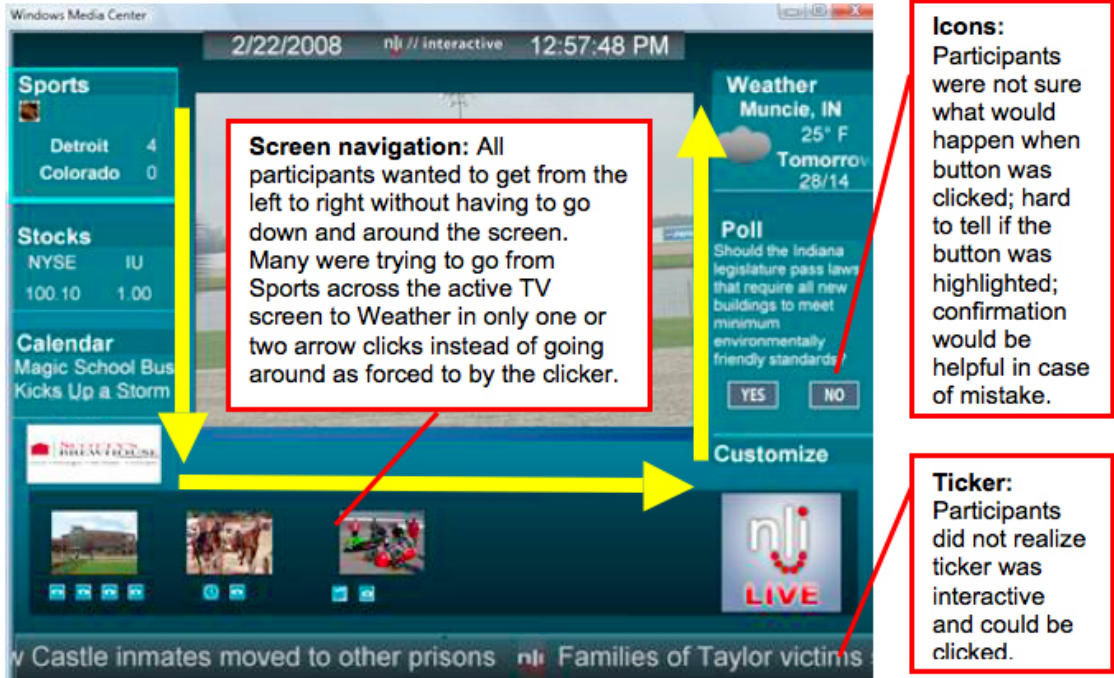 Windows Media Center
2/22/2008 nli // interactive 12:57:48 PM
Sports
Detroit 4
Colorado 0
Stocks
NYSE IU
100.10 1.00
Calendar
Magic School Bus
Kicks Up a Storm
BREWHOUSE
Screen navigation: All
participants wanted to get from the
left to right without having to go
down and around the screen.
Many were trying to go from
Sports across the active TV
screen to Weather in only one or
two arrow clicks instead of going
around as forced to by the clicker.
Weather
Muncie, IN
25° F
Tomorrow
28/14
Poll
Should the Indiana
legislature pass laws
that require all new
buildings to meet
minimum
environmentally
friendly standards?
YES NO
Customize
nli
LIVE
w Castle inmates moved to other prisons nli Families of Taylor victims s
Icons:
Participants
were not sure
what would
happen when
button was
clicked; hard
to tell if the
button was
highlighted;
confirmation
would be
helpful in case
of mistake.
Ticker:
Participants
did not realize
ticker was
interactive
and could be
clicked.